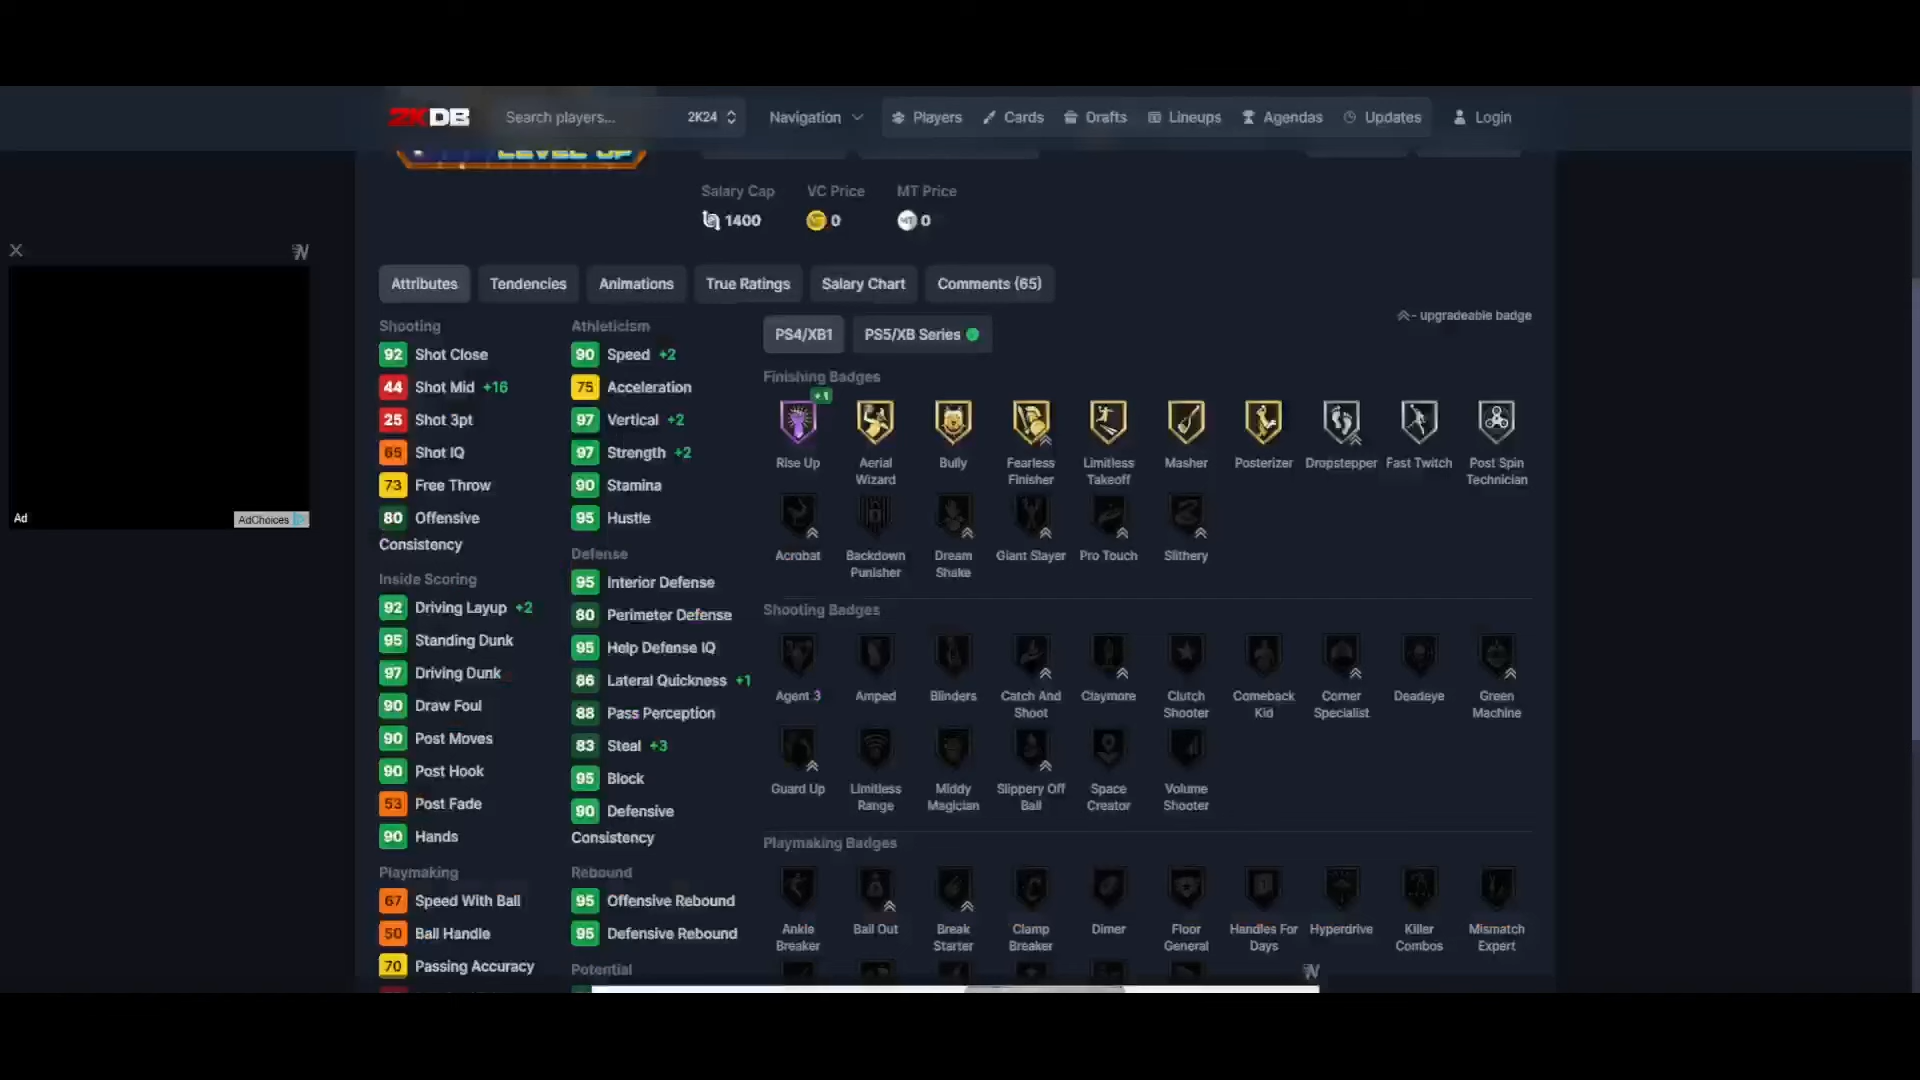 2KDB
Search players...
2K24
Navigation
Players
Cards
Drafts
Lineups
Agendas
Updates
Login
LEVEL UP
Salary Cap
VC Price
MT Price
1400
0
MT 0
Attributes
Tendencies
Animations
True Ratings
Salary Chart
Comments (65)
- upgradeable badge
Shooting
92 Shot Close
44 Shot Mid +16
25 Shot 3pt
65 Shot IQ
73 Free Throw
80 Offensive
Consistency
Inside Scoring
92 Driving Layup +2
95 Standing Dunk
97 Driving Dunk
90 Draw Foul
90 Post Moves
90 Post Hook
53 Post Fade
90 Hands
Playmaking
67 Speed With Ball
50 Ball Handle
70 Passing Accuracy
Athleticism
90 Speed +2
75 Acceleration
97 Vertical +2
97 Strength +2
90 Stamina
95 Hustle
Defense
95 Interior Defense
80 Perimeter Defense
95 Help Defense IQ
86 Lateral Quickness +1
88 Pass Perception
83 Steal +3
95 Block
90 Defensive
Consistency
Rebound
95 Offensive Rebound
95 Defensive Rebound
Potential
PS4/XB1
PS5/XB Series
Finishing Badges
+1
Rise Up
Aerial
Wizard
Bully
Fearless
Finisher
Limitless
Takeoff
Masher
Posterizer
Dropstepper
Fast Twitch
Post Spin
Technician
Acrobat
Backdown
Punisher
Dream
Shake
Giant Slayer
Pro Touch
Slithery
Shooting Badges
Agent 3
Amped
Blinders
Catch And
Shoot
Claymore
Clutch
Shooter
Comeback
Kid
Corner
Specialist
Deadeye
Green
Machine
Guard Up
Limitless
Range
Middy
Magician
Slippery Off
Ball
Space
Creator
Volume
Shooter
Playmaking Badges
Ankle
Breaker
Bail Out
Break
Starter
Clamp
Breaker
Dimer
Floor
General
Handles For
Days
Hyperdrive
Killer
Combos
Mismatch
Expert
Ad
AdChoices